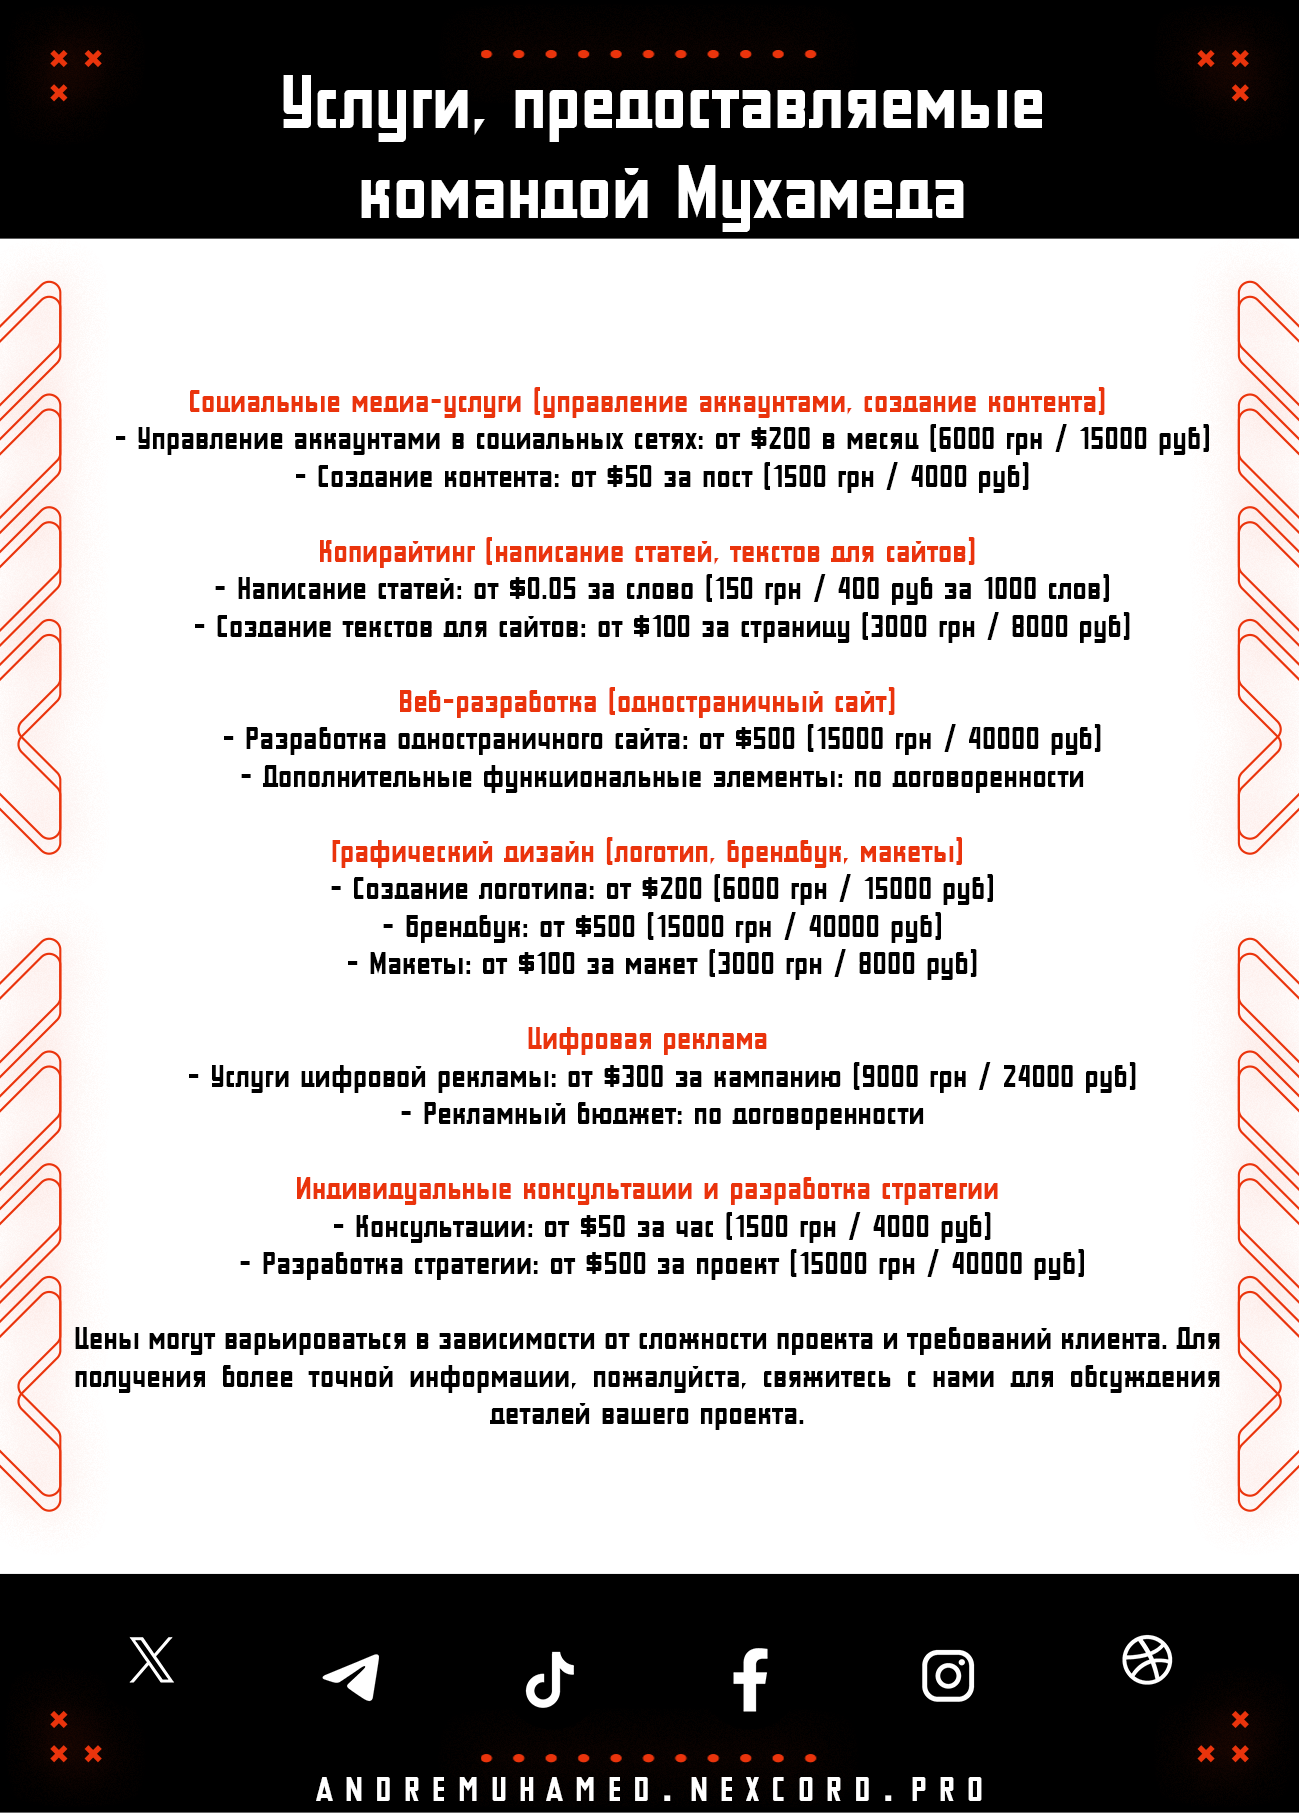 Услуги, предоставляемые
командой Мухамеда
Социальные медиа-услуги (управление аккаунтами, создание контента)
- Управление аккаунтами в социальных сетях: от $200 в месяц (6000 грн / 15000 руб)
- Создание контента: от $50 за пост (1500 грн / 4000 руб)
Копирайтинг (написание статей, текстов для сайтов)
- Написание статей: от $0.05 за слово (150 грн / 400 руб за 1000 слов)
- Создание текстов для сайтов: от $100 за страницу (3000 грн / 8000 руб)
Веб-разработка (одностраничный сайт)
- Разработка одностраничного сайта: от $500 (15000 грн / 40000 руб)
- Дополнительные функциональные элементы: по договоренности
Графический дизайн (логотип, брендбук, макеты)
- Создание логотипа: от $200 (6000 грн / 15000 руб)
- Брендбук: от $500 (15000 грн / 40000 руб)
- Макеты: от $100 за макет (3000 грн / 8000 руб)
Цифровая реклама
- Услуги цифровой рекламы: от $300 за кампанию (9000 грн / 24000 руб)
- Рекламный бюджет: по договоренности
Индивидуальные консультации и разработка стратегии
- Консультации: от $50 за час (1500 грн / 4000 руб)
- Разработка стратегии: от $500 за проект (15000 грн / 40000 руб)
Цены могут варьироваться в зависимости от сложности проекта и требований клиента. Для
получения более точной информации, пожалуйста, свяжитесь с нами для обсуждения
деталей вашего проекта.
ANDREMUHAMED.NEXCORD.PRO